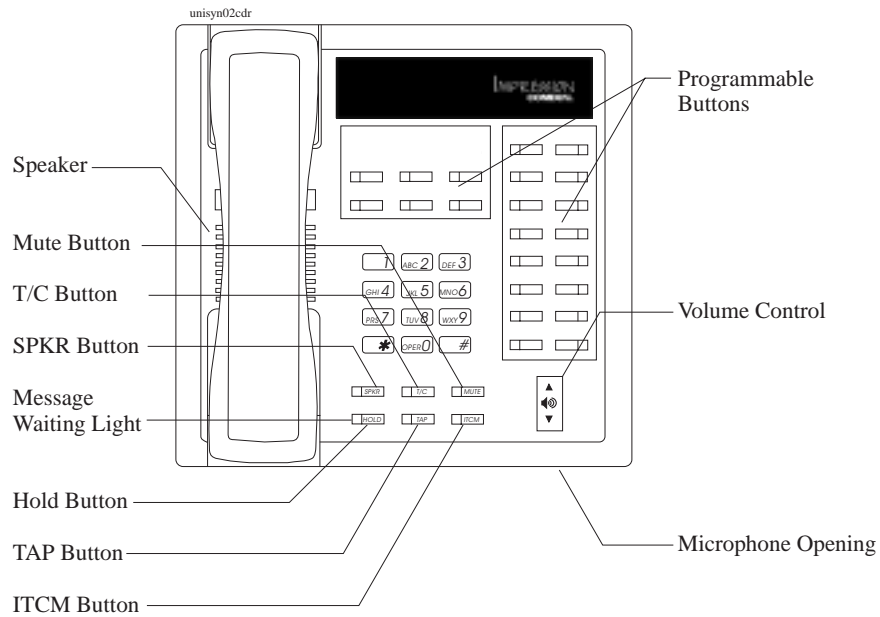 unisyn02cdr
IMPRESSION
COMDIAL
Programmable
Buttons
Speaker
Mute Button
T/C Button
SPKR Button
Message
Waiting Light
Hold Button
TAP Button
ITCM Button
Volume Control
Microphone Opening
1 ABC 2 DEF 3
GHI 4 JKL 5 MNO 6
PRS 7 TUV 8 WXY 9
* OPER 0 #
SPKR T/C MUTE
HOLD TAP ITCM